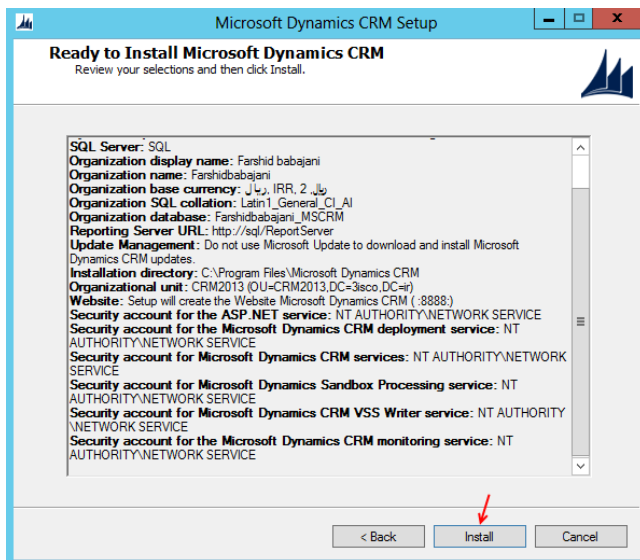 Microsoft Dynamics CRM Setup
Ready to Install Microsoft Dynamics CRM
Review your selections and then click Install.
SQL Server: SQL
Organization display name: Farshid babajani
Organization name: Farshidbabajani
Organization base currency: ريال, IRR, 2, ريال
Organization SQL collation: Latin1_General_CI_AI
Organization database: Farshidbabajani_MSCRM
Reporting Server URL: http://sql/ReportServer
Update Management: Do not use Microsoft Update to download and install Microsoft
Dynamics CRM updates.
Installation directory: C:\Program Files\Microsoft Dynamics CRM
Organizational unit: CRM2013 (OU=CRM2013,DC=3isco,DC=ir)
Website: Setup will create the Website Microsoft Dynamics CRM ( :8888:)
Security account for the ASP.NET service: NT AUTHORITY\NETWORK SERVICE
Security account for the Microsoft Dynamics CRM deployment service: NT
AUTHORITY\NETWORK SERVICE
Security account for Microsoft Dynamics CRM services: NT AUTHORITY\NETWORK
SERVICE
Security account for Microsoft Dynamics Sandbox Processing service: NT
AUTHORITY\NETWORK SERVICE
Security account for Microsoft Dynamics CRM VSS Writer service: NT AUTHORITY
\NETWORK SERVICE
Security account for the Microsoft Dynamics CRM monitoring service: NT
AUTHORITY\NETWORK SERVICE
< Back Install Cancel